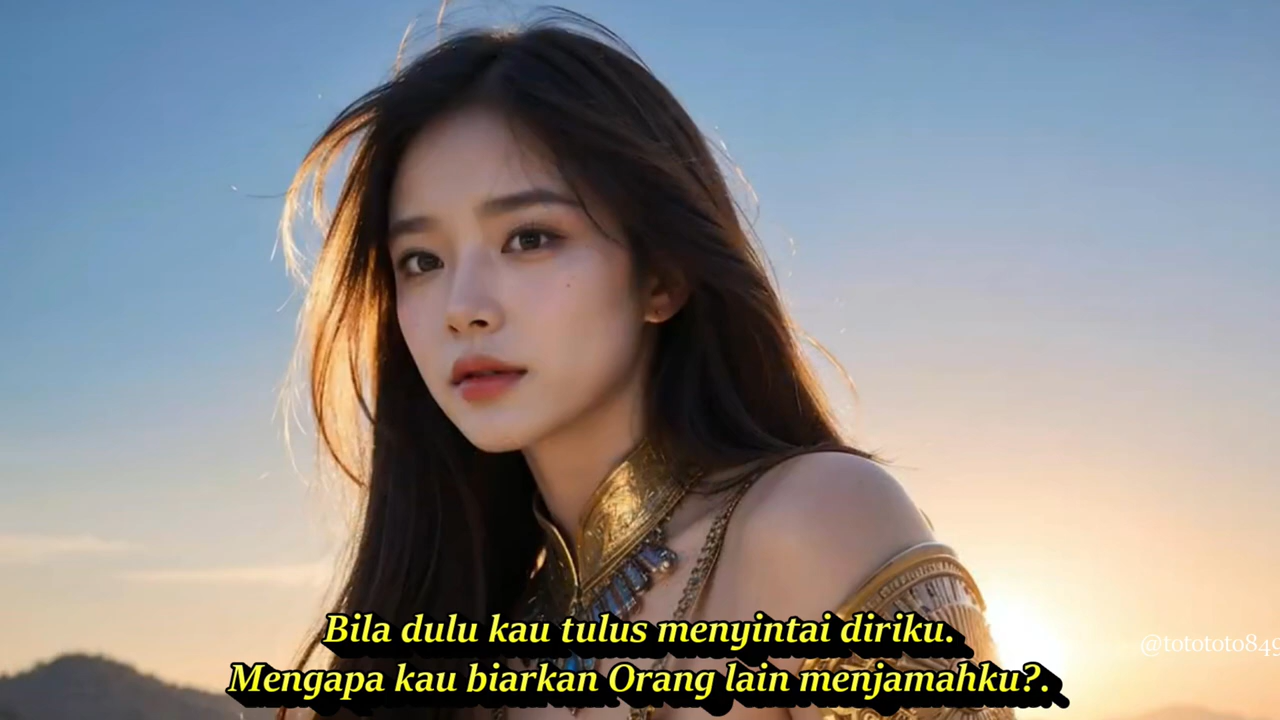 Bila dulu kau tulus menyintai diriku.
Mengapa kau biarkan Orang lain menjamahku?.
@totototo849